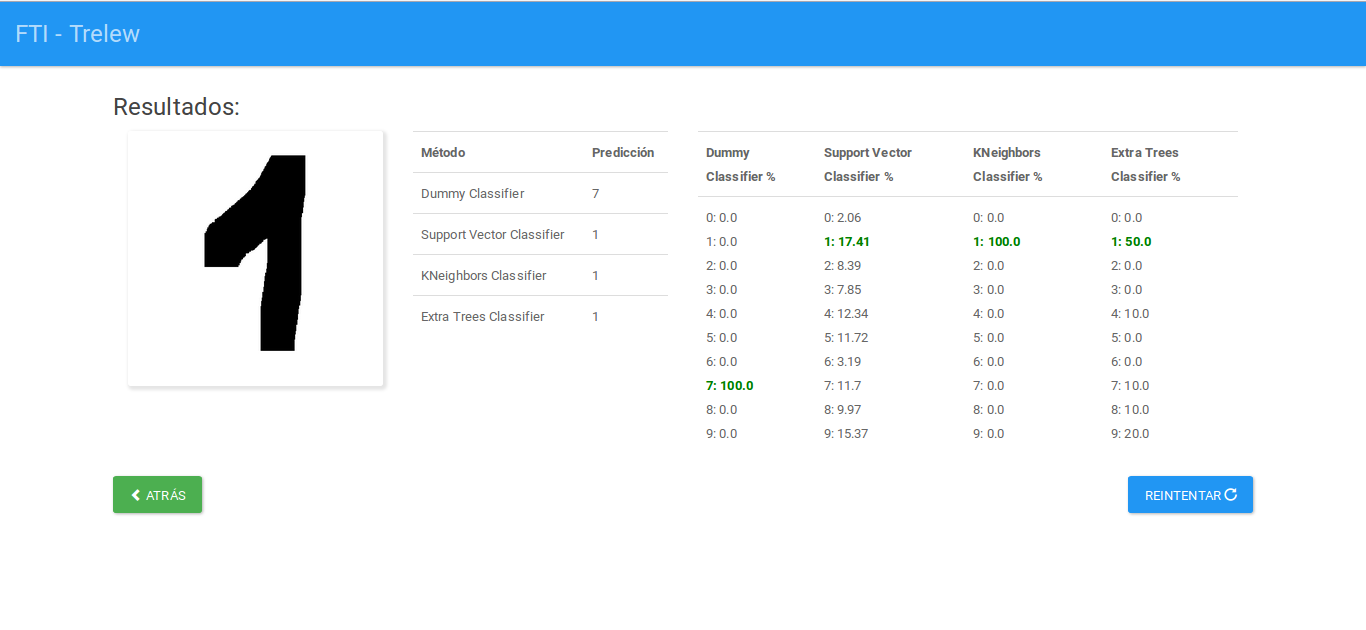 FTI - Trelew
Resultados:
1
Método Predicción
Dummy Classifier 7
Support Vector Classifier 1
KNeighbors Classifier 1
Extra Trees Classifier 1
Dummy Support Vector KNeighbors Extra Trees
Classifier % Classifier % Classifier % Classifier %
0: 0.0 0: 2.06 0: 0.0 0: 0.0
1: 0.0 1: 17.41 1: 100.0 1: 50.0
2: 0.0 2: 8.39 2: 0.0 2: 0.0
3: 0.0 3: 7.85 3: 0.0 3: 0.0
4: 0.0 4: 12.34 4: 0.0 4: 10.0
5: 0.0 5: 11.72 5: 0.0 5: 0.0
6: 0.0 6: 3.19 6: 0.0 6: 0.0
7: 100.0 7: 11.7 7: 0.0 7: 10.0
8: 0.0 8: 9.97 8: 0.0 8: 10.0
9: 0.0 9: 15.37 9: 0.0 9: 20.0
ATRÁS REINTENTAR